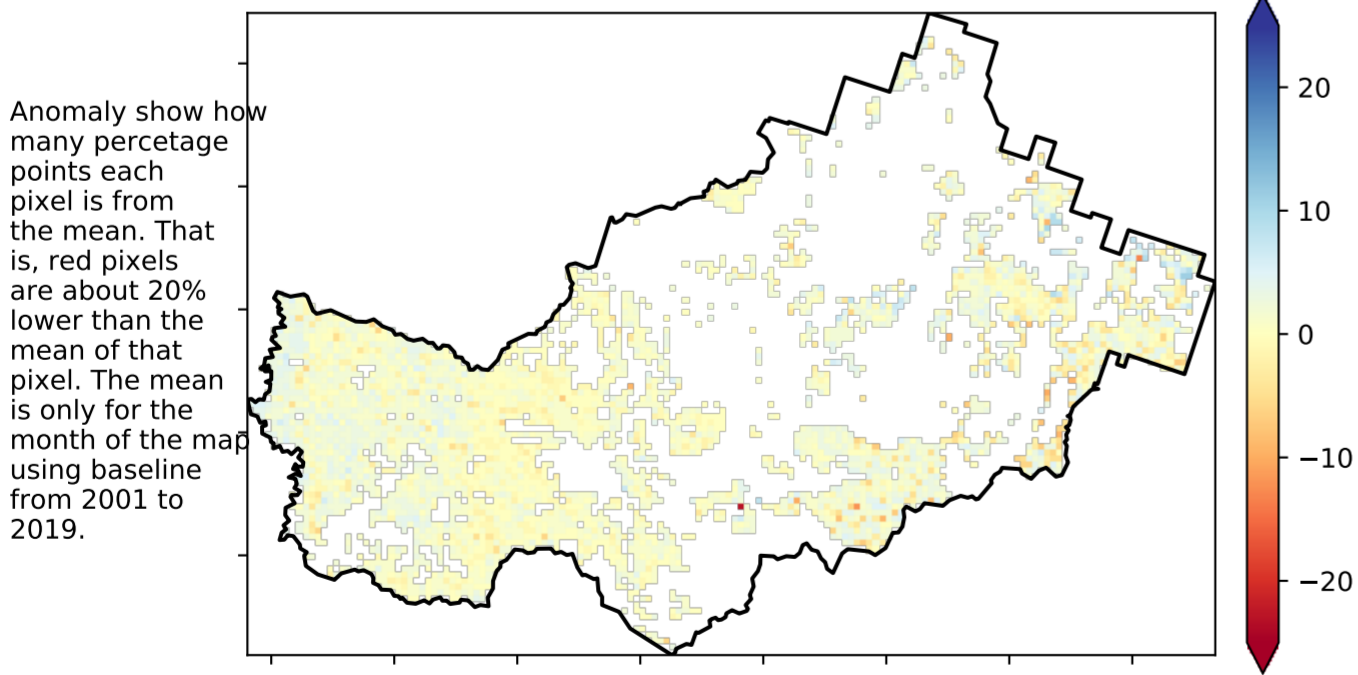 Anomaly show how
many percetage
points each
pixel is from
the mean. That
is, red pixels
are about 20%
lower than the
mean of that
pixel. The mean
is only for the
month of the map
using baseline
from 2001 to
2019.
20
10
0
−10
−20